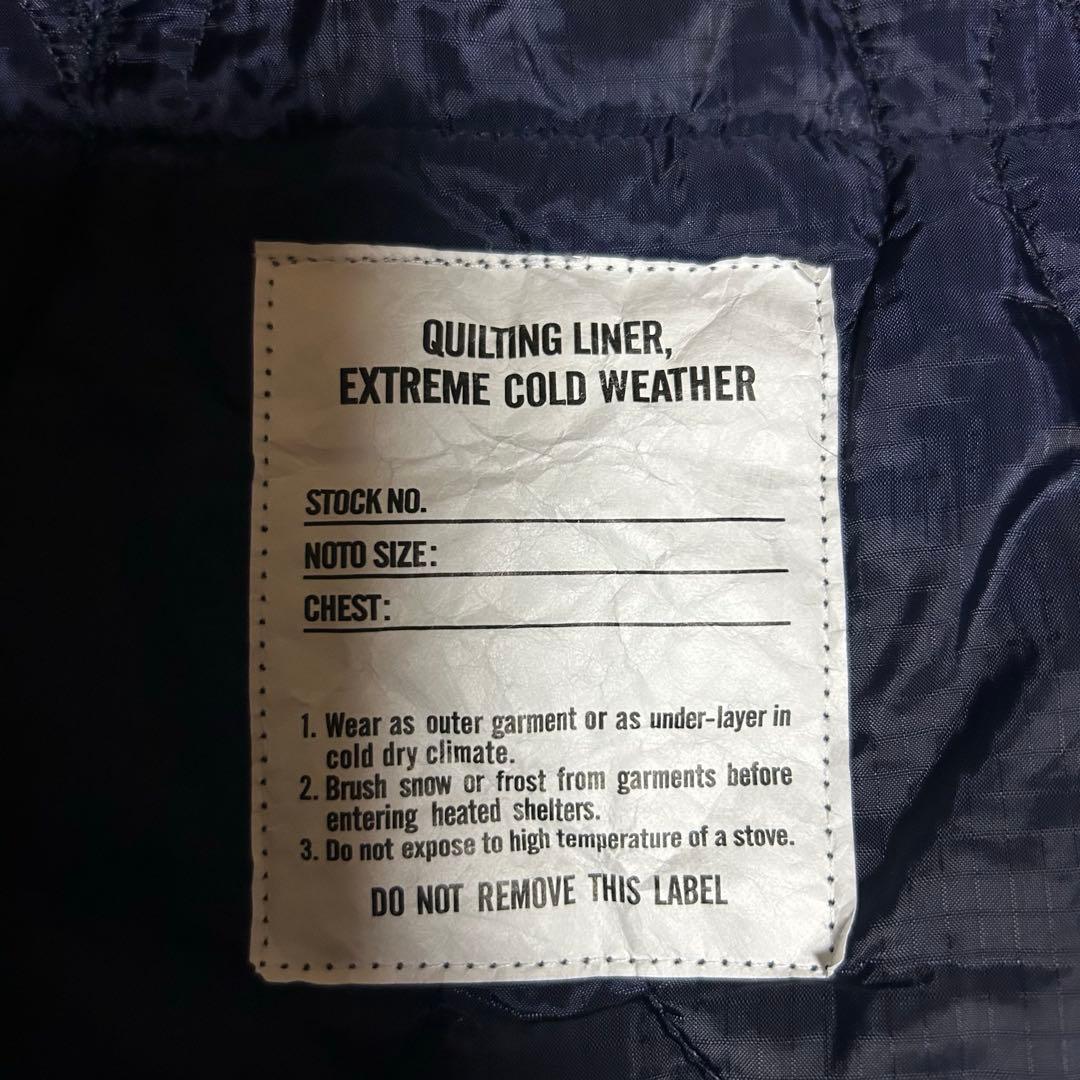 QUILTING LINER,
EXTREME COLD WEATHER
STOCK NO.
NOTO SIZE:
CHEST:
1. Wear as outer garment or as under-layer in
cold dry climate.
2. Brush snow or frost from garments before
entering heated shelters.
3. Do not expose to high temperature of a stove.
DO NOT REMOVE THIS LABEL